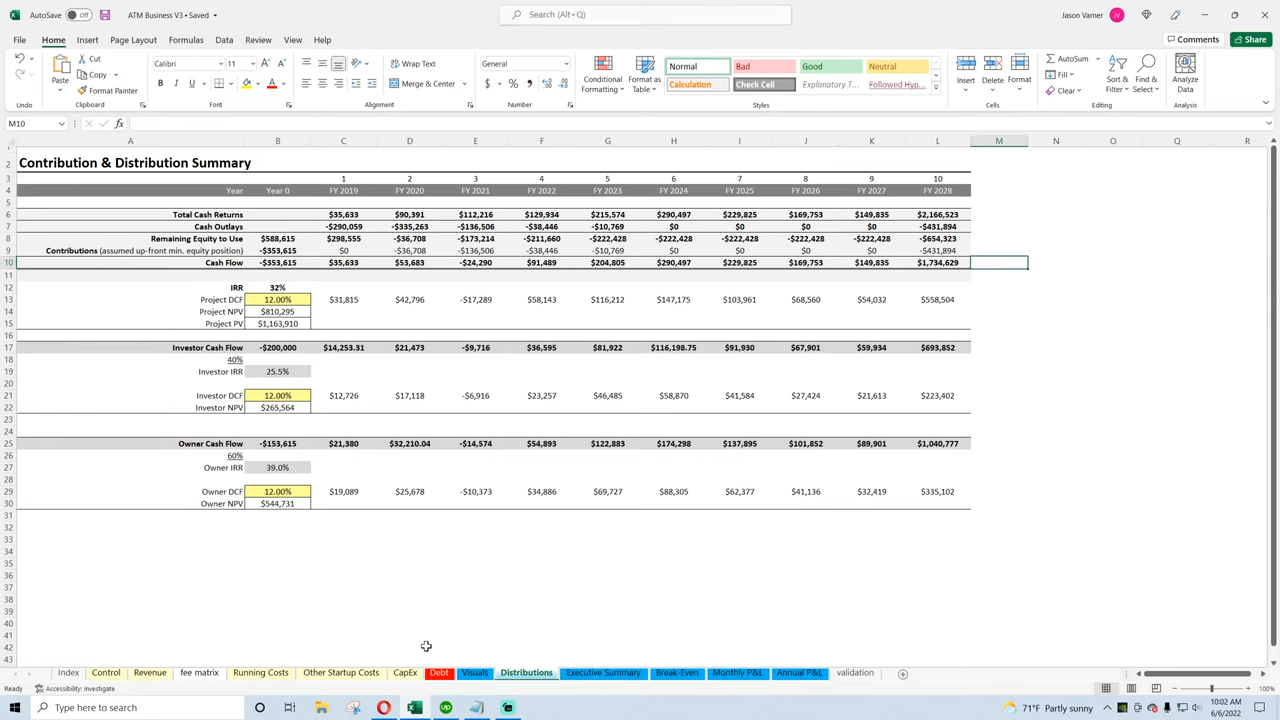 AutoSave Off ATM Business V3 • Saved Search (Alt+Q) Jason Varner JV
File Home Insert Page Layout Formulas Data Review View Help Comments Share
Paste Cut Copy Format Painter Calibri 11 Wrap Text Merge & Center General Conditional Formatting Format as Table Normal Bad Good Neutral Calculation Check Cell Explanatory T... Followed Hyp... Insert Delete Format AutoSum Fill Clear Sort & Filter Find & Select Analyze Data
Undo Clipboard Font Alignment Number Styles Cells Editing Analysis
M10 fx
A B C D E F G H I J K L M N O P Q R
Contribution & Distribution Summary
1 2 3 4 5 6 7 8 9 10
Year Year 0 FY 2019 FY 2020 FY 2021 FY 2022 FY 2023 FY 2024 FY 2025 FY 2026 FY 2027 FY 2028
Total Cash Returns $35,633 $90,391 $112,216 $129,934 $215,574 $290,497 $229,825 $169,753 $149,835 $2,166,523
Cash Outlays -$290,059 -$335,263 -$136,506 -$38,446 -$10,769 $0 $0 $0 $0 -$431,894
Remaining Equity to Use $588,615 $298,555 -$36,708 -$173,214 -$211,660 -$222,428 -$222,428 -$222,428 -$222,428 -$222,428 -$654,323
Contributions (assumed up-front min. equity position) -$353,615 $0 -$36,708 -$136,506 -$38,446 -$10,769 $0 $0 $0 $0 -$431,894
Cash Flow -$353,615 $35,633 $53,683 -$24,290 $91,489 $204,805 $290,497 $229,825 $169,753 $149,835 $1,734,629
IRR 32%
Project DCF 12.00% $31,815 $42,796 -$17,289 $58,143 $116,212 $147,175 $103,961 $68,560 $54,032 $558,504
Project NPV $810,295
Project PV $1,163,910
Investor Cash Flow -$200,000 $14,253.31 $21,473 -$9,716 $36,595 $81,922 $116,198.75 $91,930 $67,901 $59,934 $693,852
40%
Investor IRR 25.5%
Investor DCF 12.00% $12,726 $17,118 -$6,916 $23,257 $46,485 $58,870 $41,584 $27,424 $21,613 $223,402
Investor NPV $265,564
Owner Cash Flow -$153,615 $21,380 $32,210.04 -$14,574 $54,893 $122,883 $174,298 $137,895 $101,852 $89,901 $1,040,777
60%
Owner IRR 39.0%
Owner DCF 12.00% $19,089 $25,678 -$10,373 $34,886 $69,727 $88,305 $62,377 $41,136 $32,419 $335,102
Owner NPV $544,731
Index Control Revenue fee matrix Running Costs Other Startup Costs CapEx Debt Visuals Distributions Executive Summary Break-Even Monthly P&L Annual P&L validation
Ready Accessibility: Investigate 100%
Type here to search 71°F Partly sunny 10:02 AM
6/6/2022